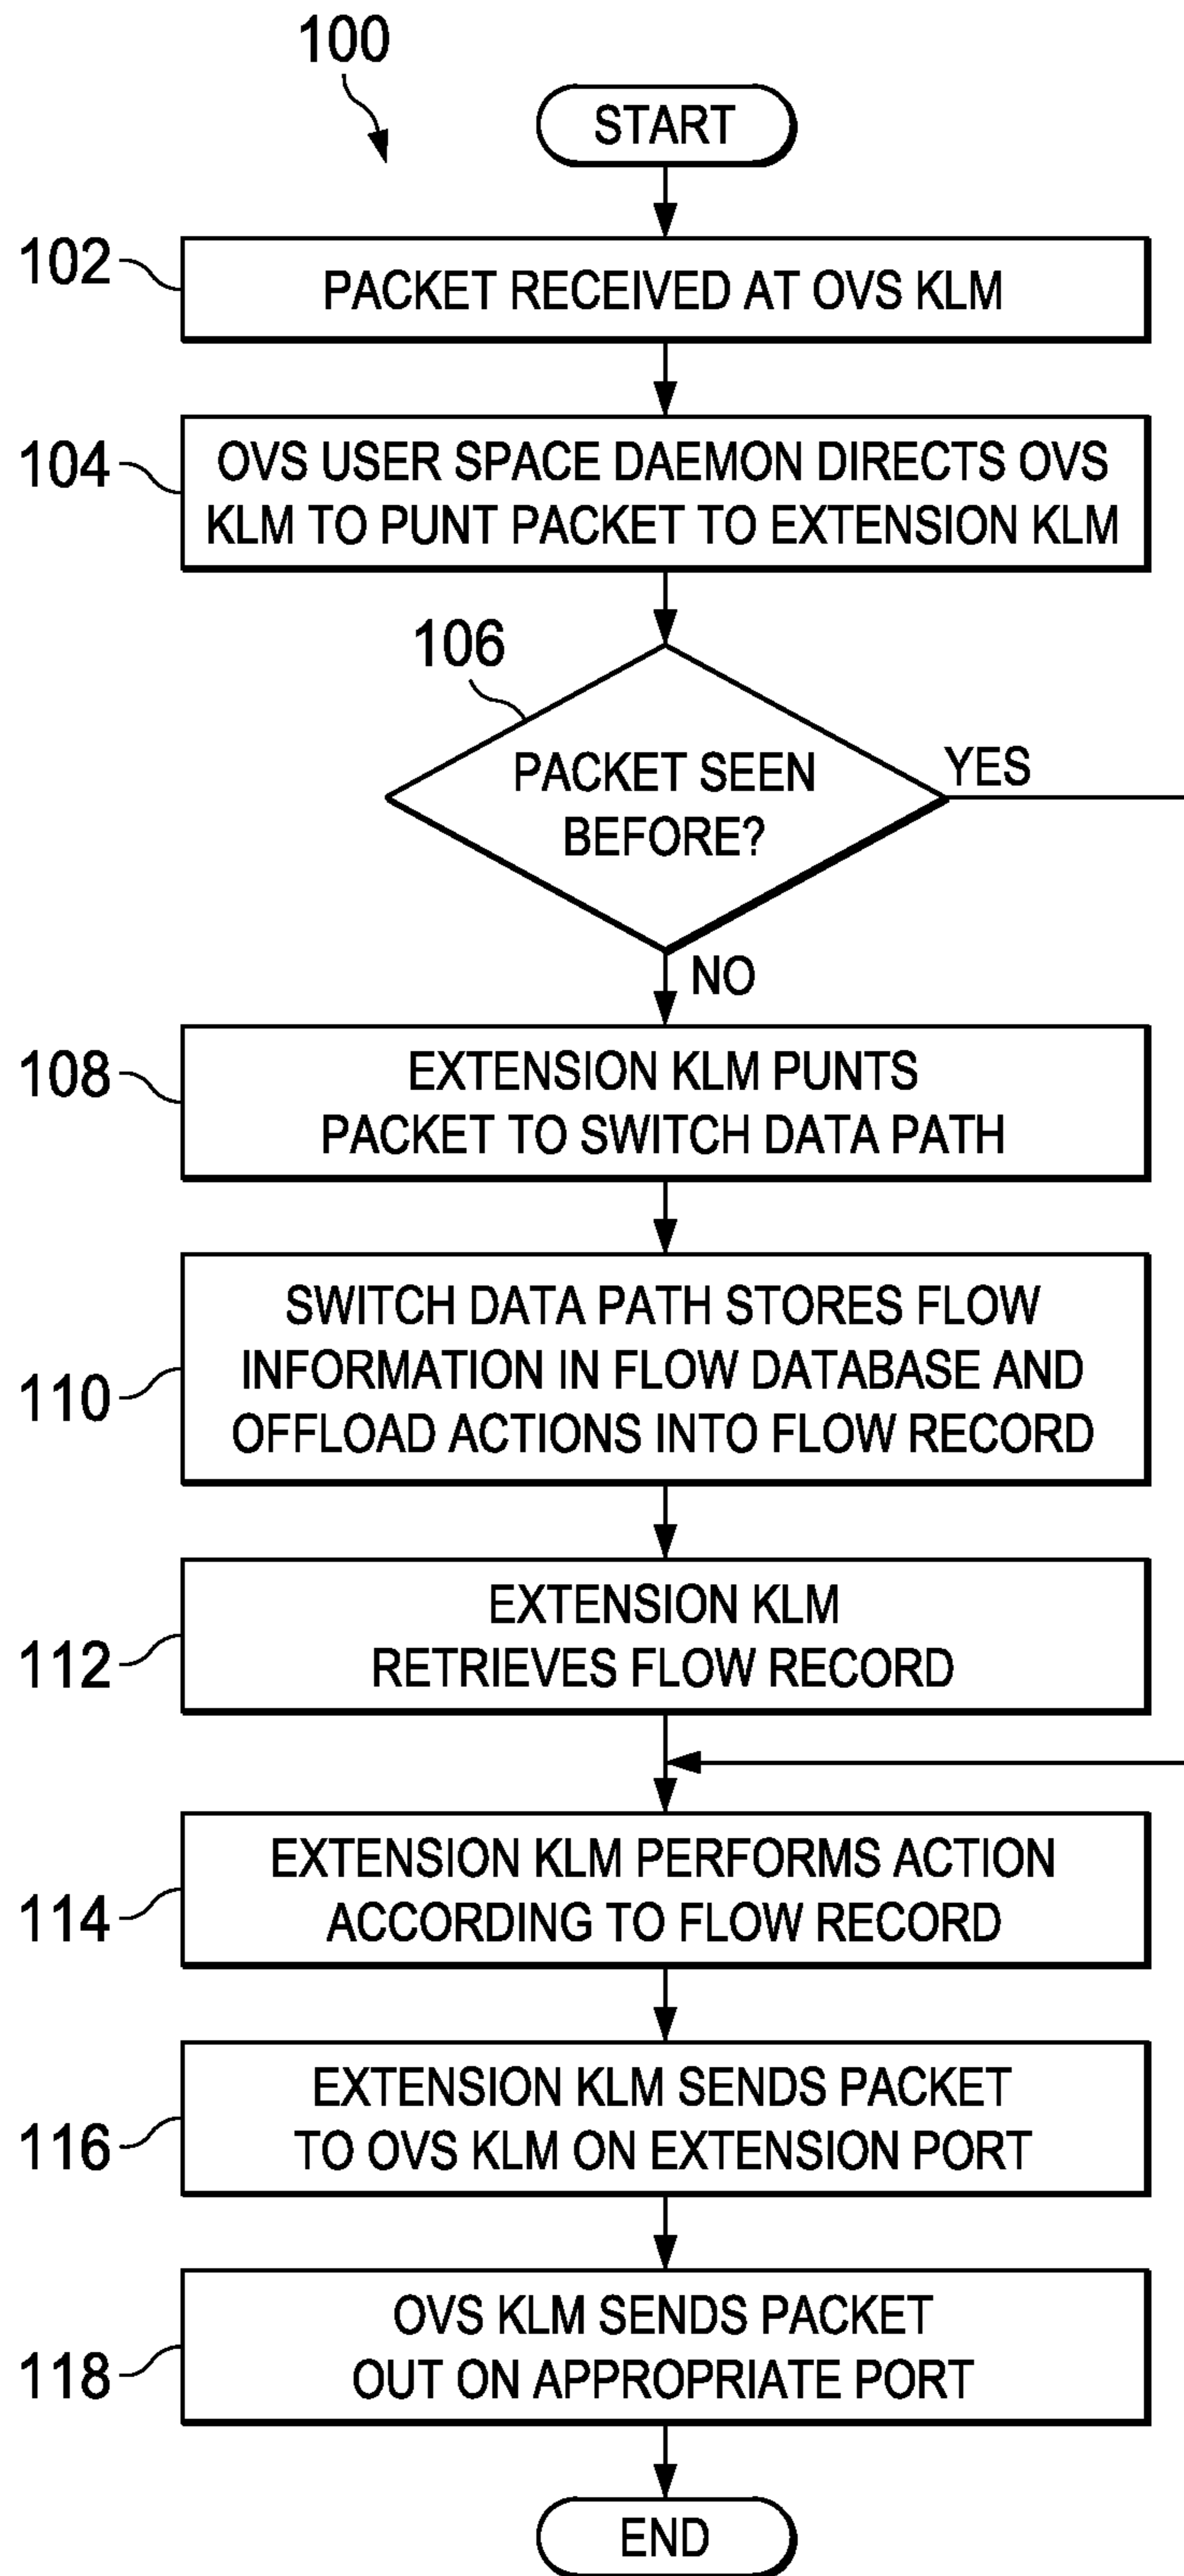 100
START
102
PACKET RECEIVED AT OVS KLM
104
OVS USER SPACE DAEMON DIRECTS OVS
KLM TO PUNT PACKET TO EXTENSION KLM
106
PACKET SEEN
BEFORE?
YES
NO
108
EXTENSION KLM PUNTS
PACKET TO SWITCH DATA PATH
110
SWITCH DATA PATH STORES FLOW
INFORMATION IN FLOW DATABASE AND
OFFLOAD ACTIONS INTO FLOW RECORD
112
EXTENSION KLM
RETRIEVES FLOW RECORD
114
EXTENSION KLM PERFORMS ACTION
ACCORDING TO FLOW RECORD
116
EXTENSION KLM SENDS PACKET
TO OVS KLM ON EXTENSION PORT
118
OVS KLM SENDS PACKET
OUT ON APPROPRIATE PORT
END